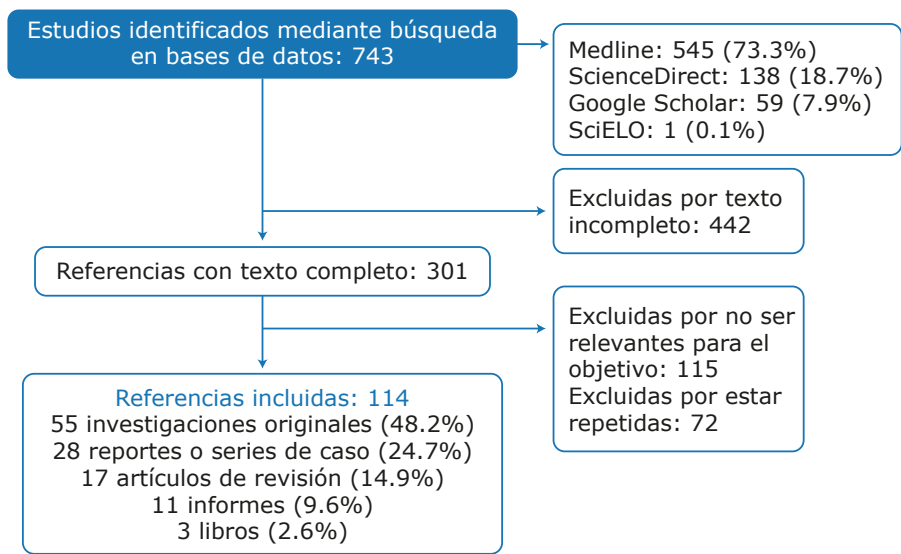 Estudios identificados mediante búsqueda
en bases de datos: 743
Medline: 545 (73.3%)
ScienceDirect: 138 (18.7%)
Google Scholar: 59 (7.9%)
SciELO: 1 (0.1%)
Excluidas por texto
incompleto: 442
Referencias con texto completo: 301
Excluidas por no ser
relevantes para el
objetivo: 115
Excluidas por estar
repetidas: 72
Referencias incluidas: 114
55 investigaciones originales (48.2%)
28 reportes o series de caso (24.7%)
17 artículos de revisión (14.9%)
11 informes (9.6%)
3 libros (2.6%)